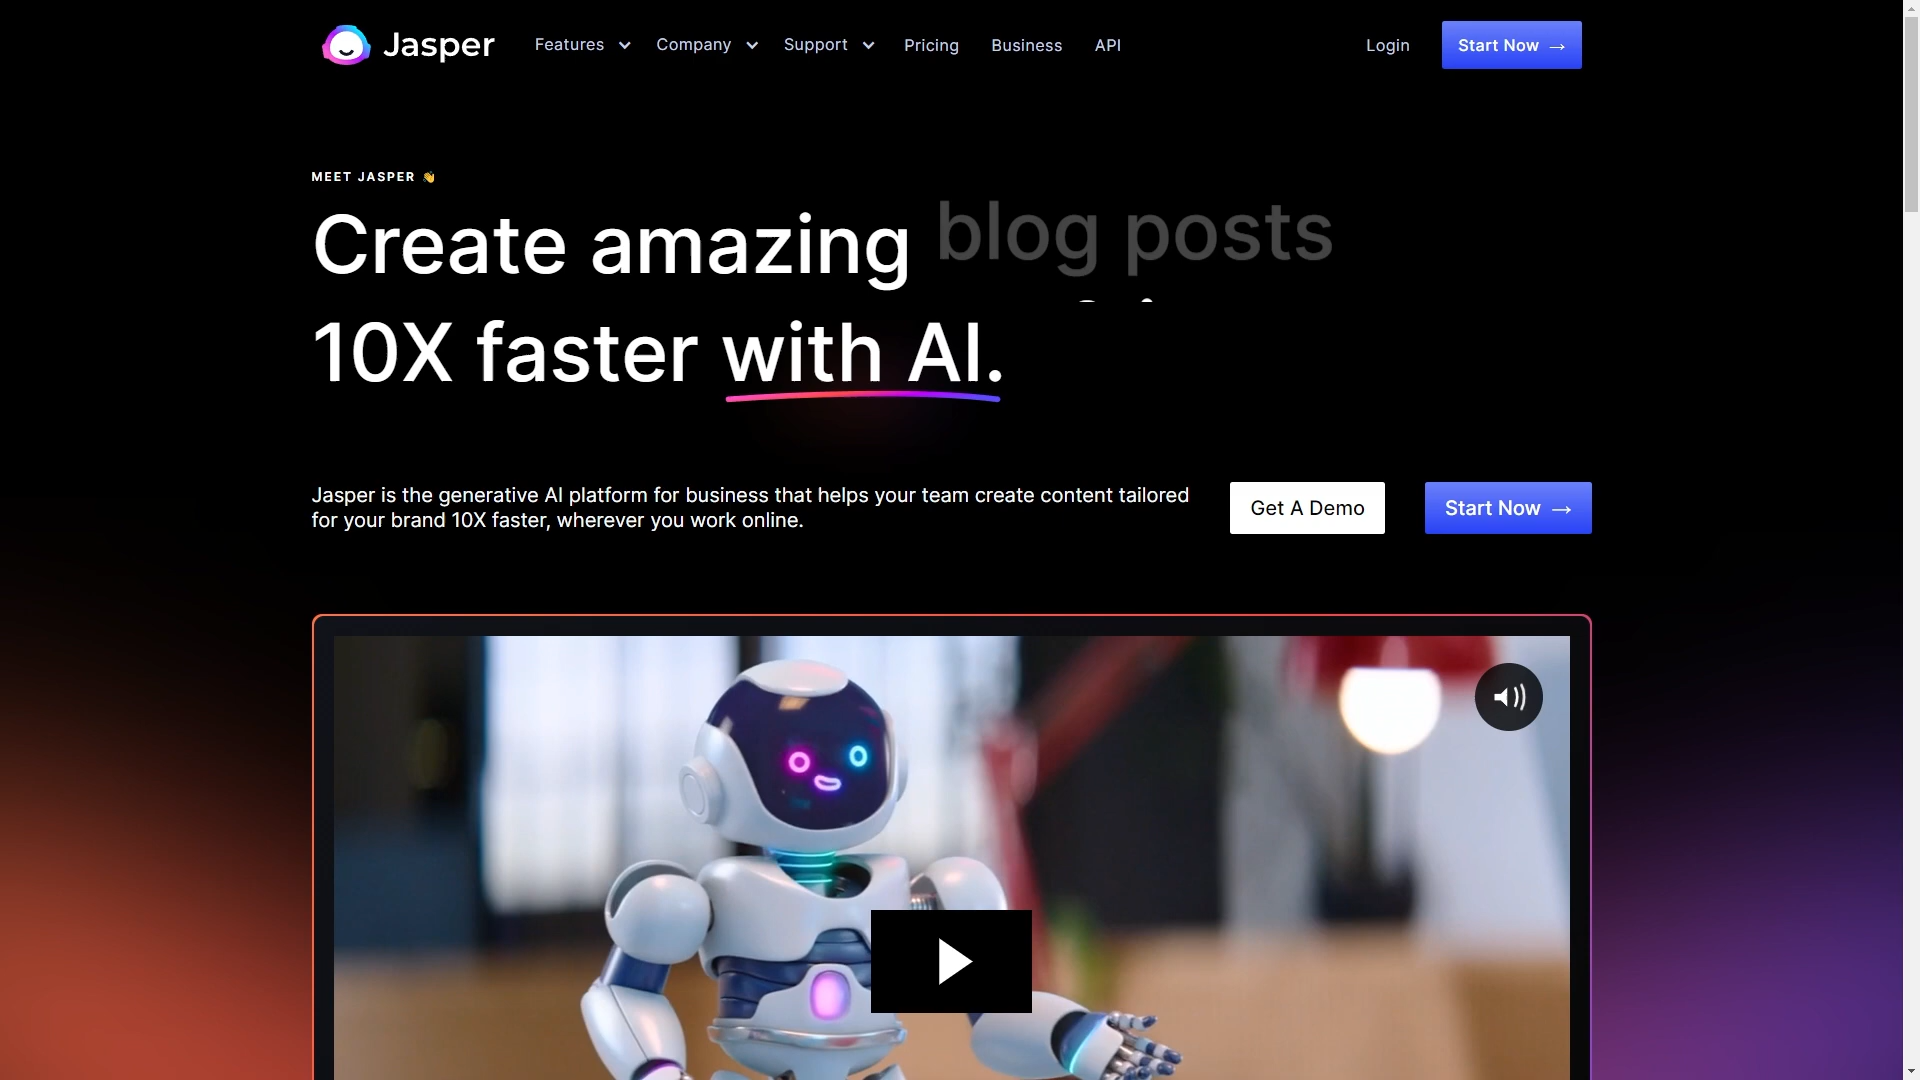 Jasper
Features
Company
Support
Pricing
Business
API
Login
Start Now →
MEET JASPER 👋
Create amazing blog posts
10X faster with AI.
Jasper is the generative AI platform for business that helps your team create content tailored
for your brand 10X faster, wherever you work online.
Get A Demo
Start Now →